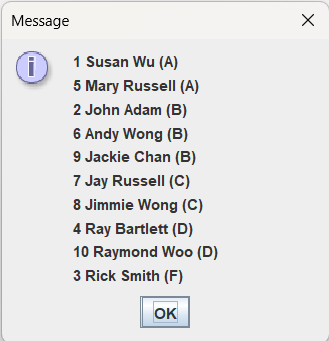 Message
1 Susan Wu (A)
5 Mary Russell (A)
2 John Adam (B)
6 Andy Wong (B)
9 Jackie Chan (B)
7 Jay Russell (C)
8 Jimmie Wong (C)
4 Ray Bartlett (D)
10 Raymond Woo (D)
3 Rick Smith (F)
OK